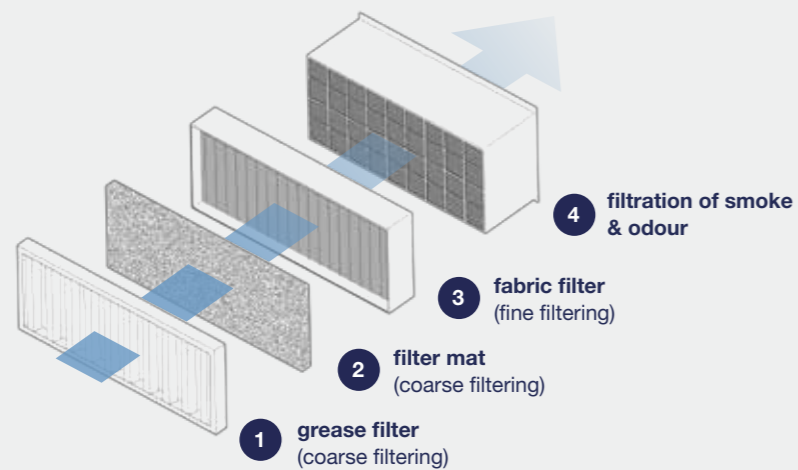 4 filtration of smoke
& odour
3 fabric filter
(fine filtering)
2 filter mat
(coarse filtering)
1 grease filter
(coarse filtering)